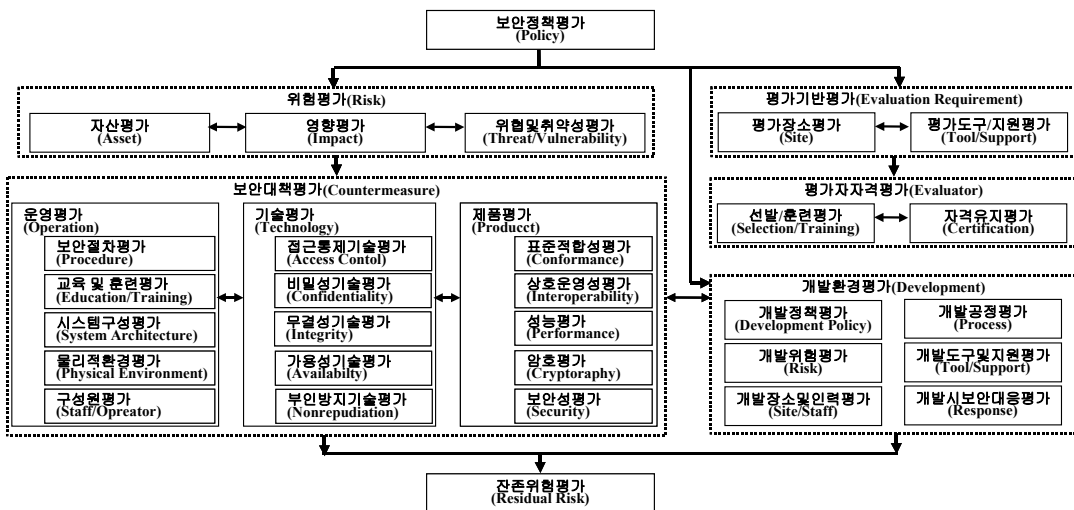 보안정책평가
(Policy)
위험평가(Risk)
자산평가
(Asset)
영향평가
(Impact)
위협및취약성평가
(Threat/Vulnerability)
평가기반평가(Evaluation Requirement)
평가장소평가
(Site)
평가도구/지원평가
(Tool/Support)
보안대책평가(Countermeasure)
운영평가
(Operation)
보안절차평가
(Procedure)
교육 및 훈련평가
(Education/Training)
시스템구성평가
(System Architecture)
물리적환경평가
(Physical Environment)
구성원평가
(Staff/Opreator)
기술평가
(Technology)
접근통제기술평가
(Access Contol)
비밀성기술평가
(Confidentiality)
무결성기술평가
(Integrity)
가용성기술평가
(Availabilty)
부인방지기술평가
(Nonrepudiation)
제품평가
(Producct)
표준적합성평가
(Conformance)
상호운영성평가
(Interoperability)
성능평가
(Performance)
암호평가
(Cryptoraphy)
보안성평가
(Security)
평가자자격평가(Evaluator)
선발/훈련평가
(Selection/Training)
자격유지평가
(Certification)
개발환경평가(Development)
개발정책평가
(Development Policy)
개발공정평가
(Process)
개발위험평가
(Risk)
개발도구및지원평가
(Tool/Support)
개발장소및인력평가
(Site/Staff)
개발시보안대응평가
(Response)
잔존위험평가
(Residual Risk)